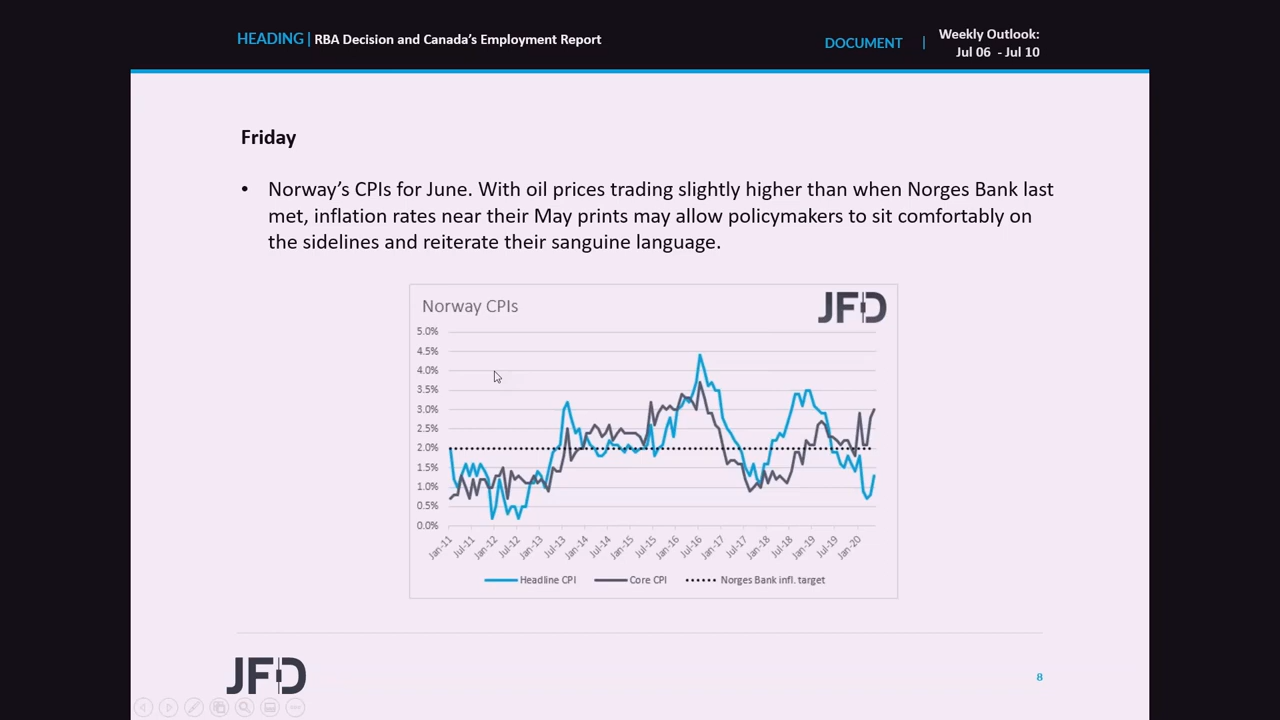 HEADING | RBA Decision and Canada's Employment Report
DOCUMENT | Weekly Outlook:
Jul 06 - Jul 10
Friday
• Norway's CPIs for June. With oil prices trading slightly higher than when Norges Bank last
met, inflation rates near their May prints may allow policymakers to sit comfortably on
the sidelines and reiterate their sanguine language.
Norway CPIs
JFD
5.0%
4.5%
4.0%
3.5%
3.0%
2.5%
2.0%
1.5%
1.0%
0.5%
0.0%
Jan-11 Jul-11 Jan-12 Jul-12 Jan-13 Jul-13 Jan-14 Jul-14 Jan-15 Jul-15 Jan-16 Jul-16 Jan-17 Jul-17 Jan-18 Jul-18 Jan-19 Jul-19 Jan-20
Headline CPI Core CPI Norges Bank infl. target
JFD
8